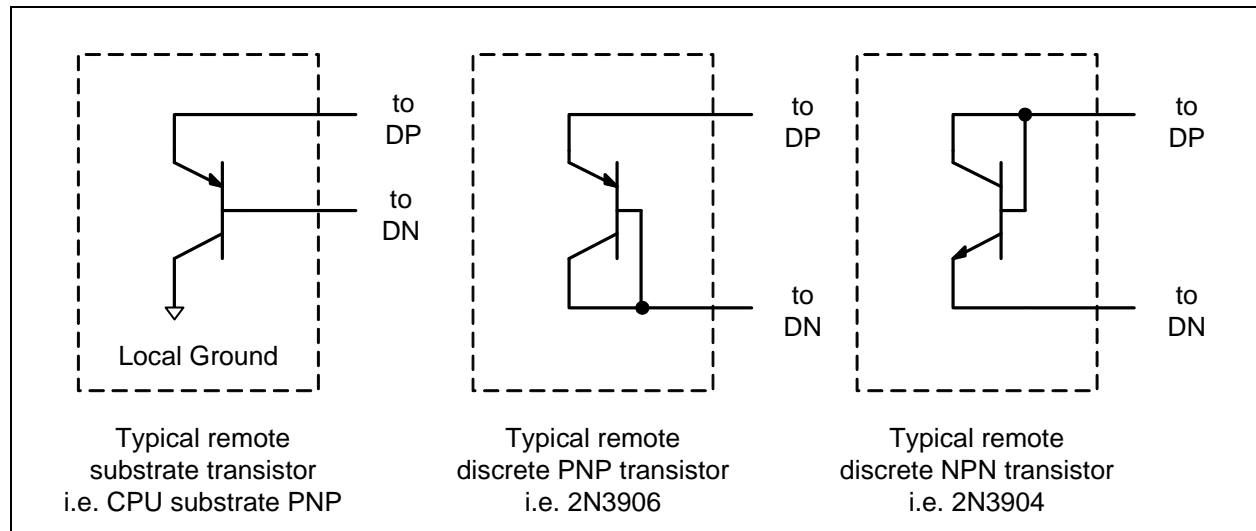 to
DP
to
DN
Local Ground
Typical remote
substrate transistor
i.e. CPU substrate PNP
to
DP
to
DN
Typical remote
discrete PNP transistor
i.e. 2N3906
to
DP
to
DN
Typical remote
discrete NPN transistor
i.e. 2N3904